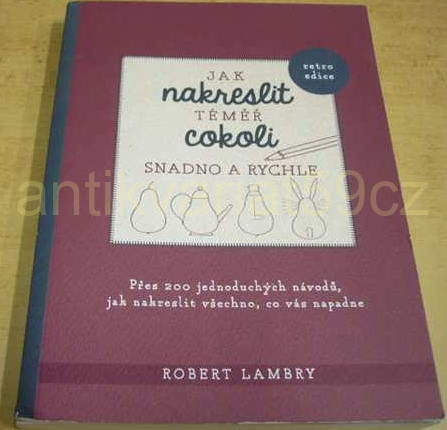 retro
edice
JAK
nakreslit
TÉMĚŘ
cokoli
SNADNO A RYCHLE
Přes 200 jednoduchých návodů,
jak nakreslit všechno, co vás napadne
ROBERT LAMBRY